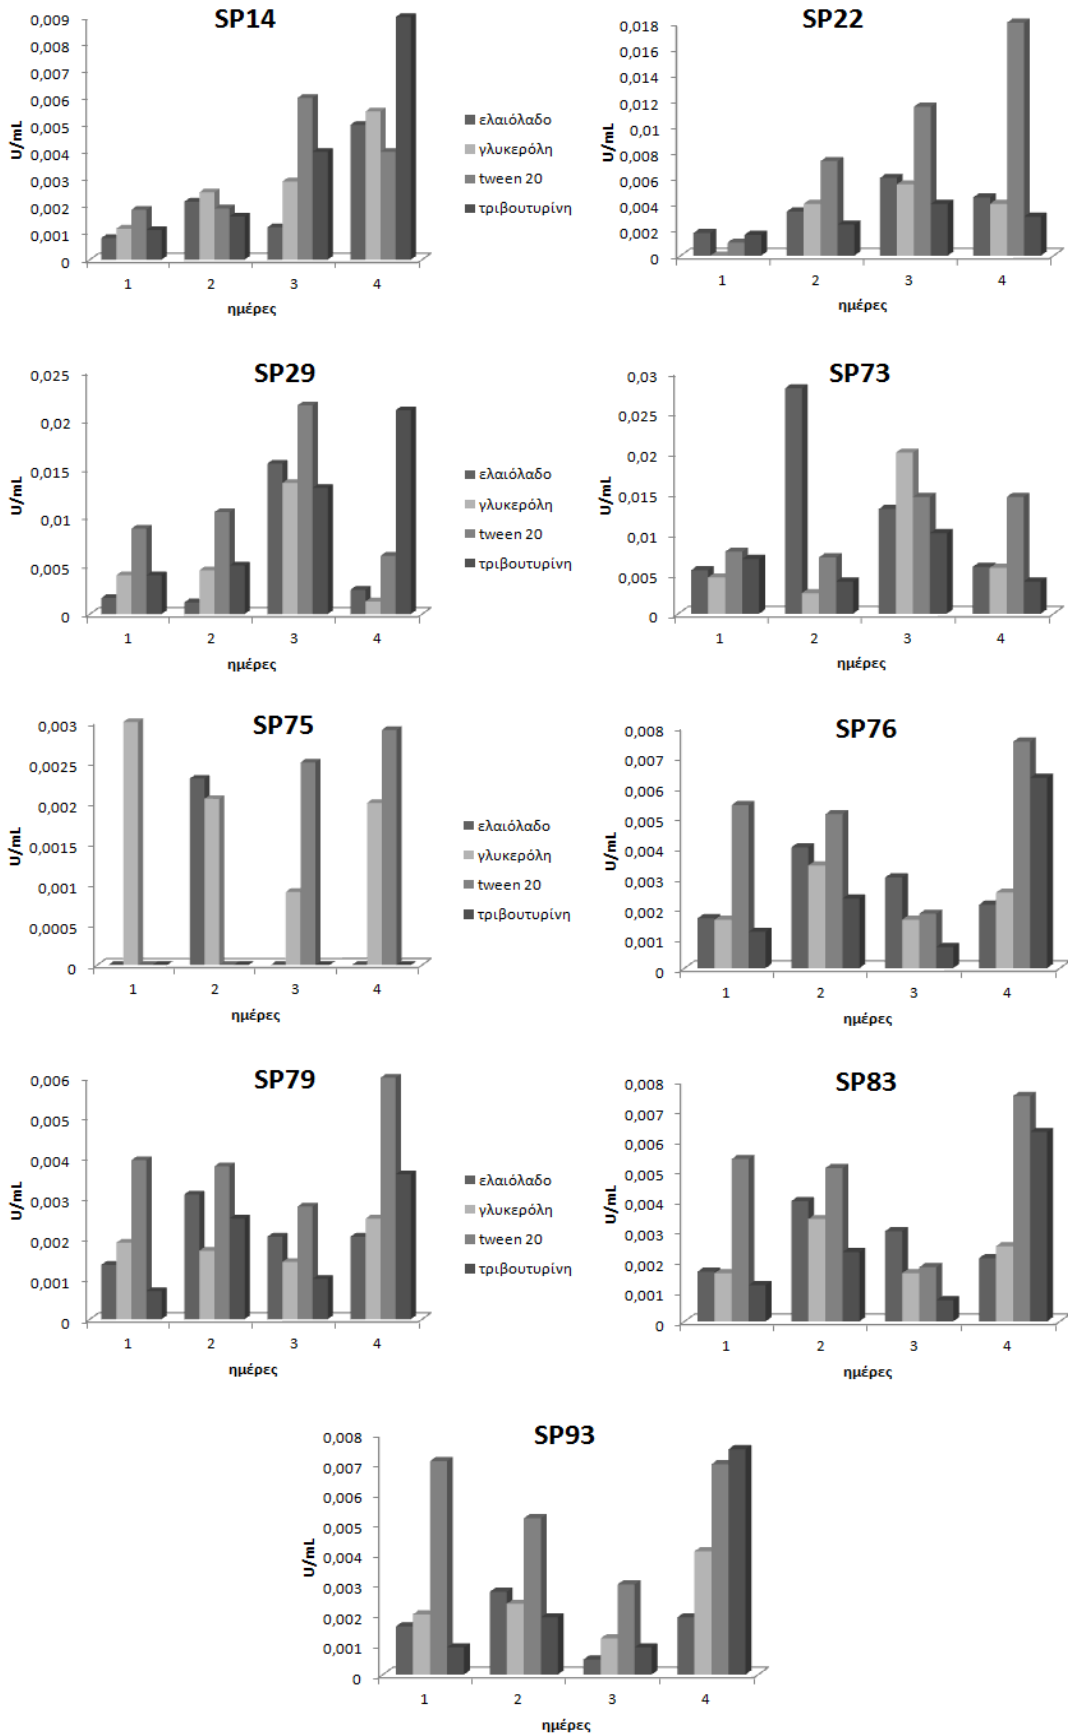 SP14
0,009
0,008
0,007
0,006
0,005
0,004
0,003
0,002
0,001
0
U/mL
1 2 3 4
ημέρες
ελαιόλαδο
γλυκερόλη
tween 20
τριβουτυρίνη
SP22
0,018
0,016
0,014
0,012
0,01
0,008
0,006
0,004
0,002
0
U/mL
1 2 3 4
ημέρες
SP29
0,025
0,02
0,015
0,01
0,005
0
U/mL
1 2 3 4
ημέρες
ελαιόλαδο
γλυκερόλη
tween 20
τριβουτυρίνη
SP73
0,03
0,025
0,02
0,015
0,01
0,005
0
U/mL
1 2 3 4
ημέρες
SP75
0,003
0,0025
0,002
0,0015
0,001
0,0005
0
U/mL
1 2 3 4
ημέρες
ελαιόλαδο
γλυκερόλη
tween 20
τριβουτυρίνη
SP76
0,008
0,007
0,006
0,005
0,004
0,003
0,002
0,001
0
U/mL
1 2 3 4
ημέρες
SP79
0,006
0,005
0,004
0,003
0,002
0,001
0
U/mL
1 2 3 4
ημέρες
ελαιόλαδο
γλυκερόλη
tween 20
τριβουτυρίνη
SP83
0,008
0,007
0,006
0,005
0,004
0,003
0,002
0,001
0
U/mL
1 2 3 4
ημέρες
SP93
0,008
0,007
0,006
0,005
0,004
0,003
0,002
0,001
0
U/mL
1 2 3 4
ημέρες